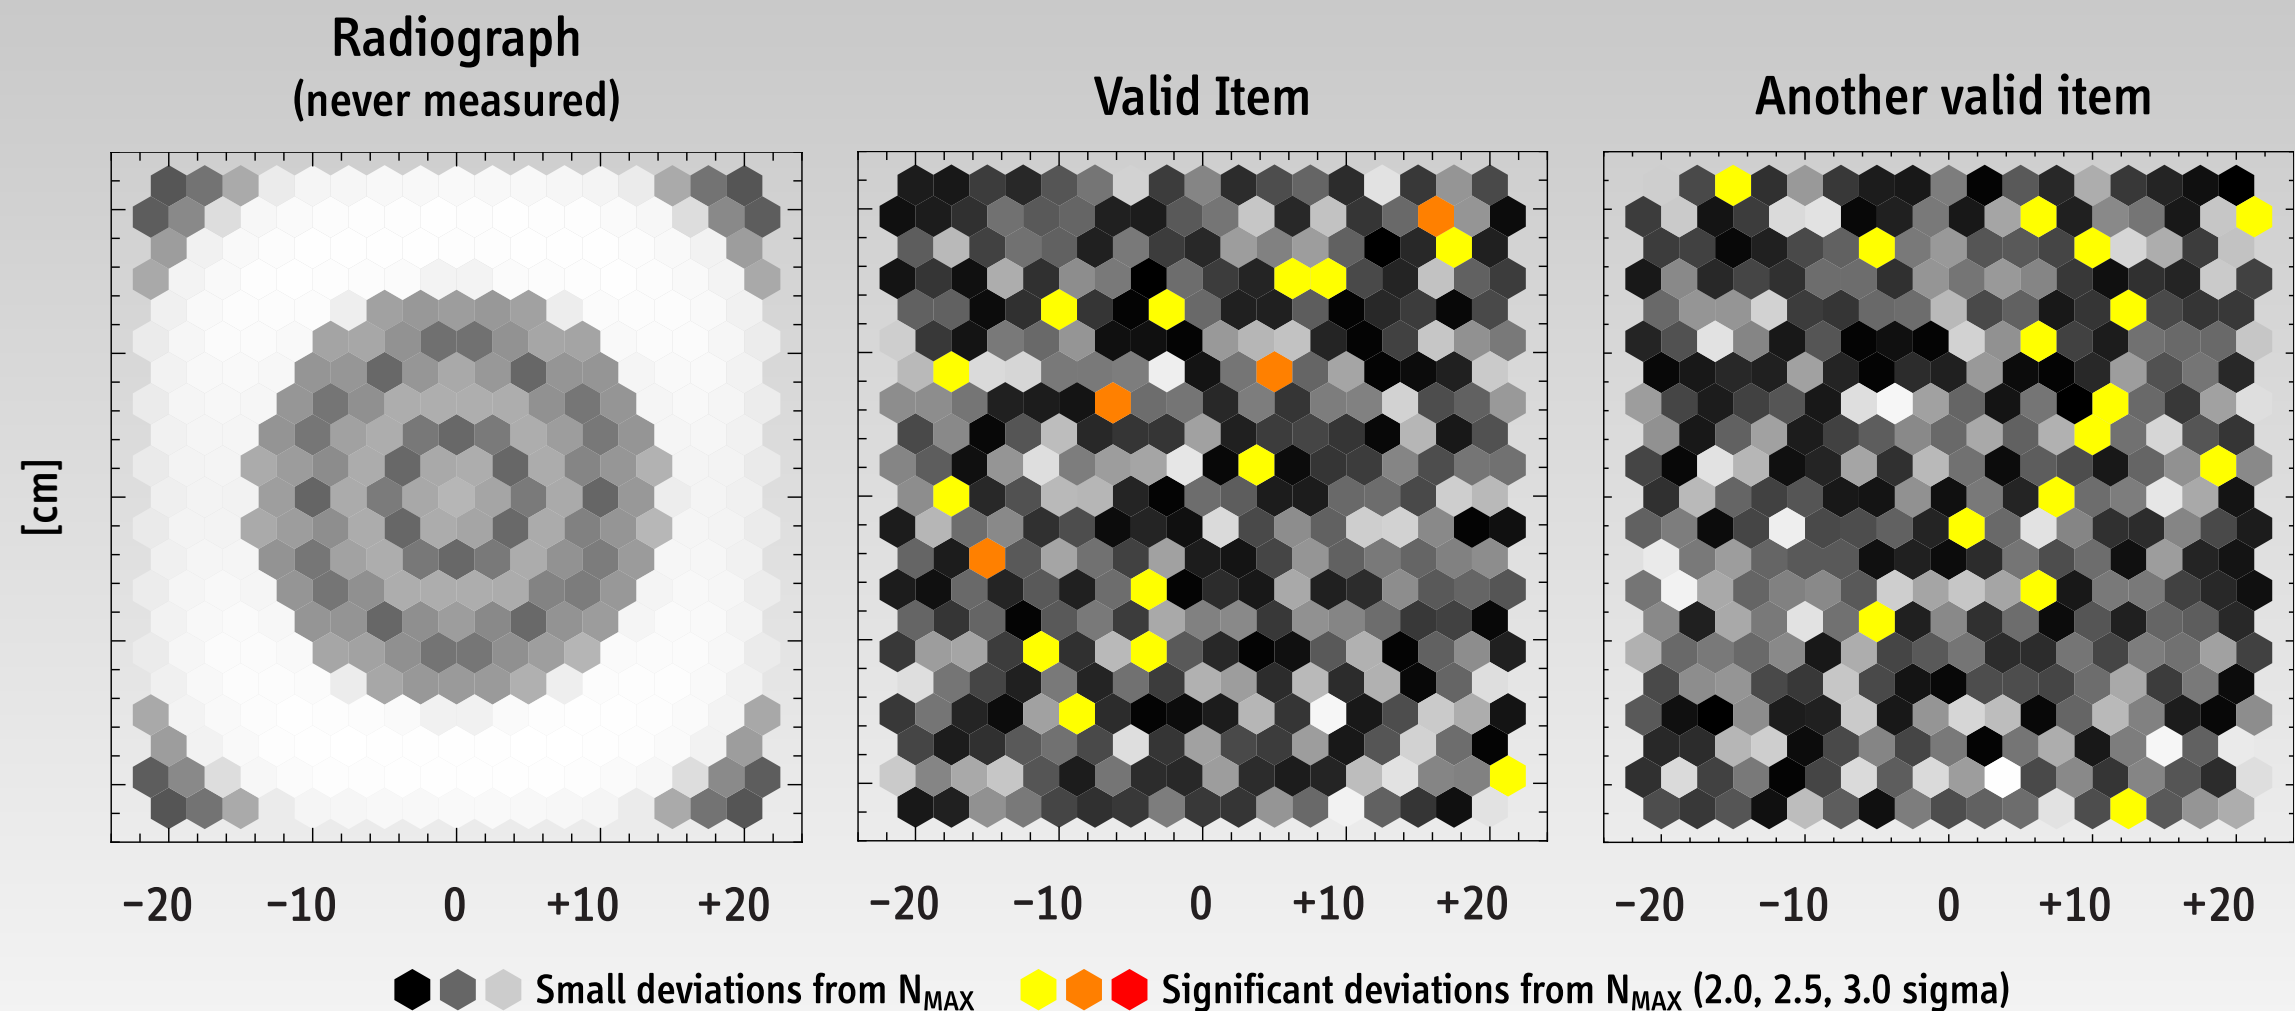 Radiograph
(never measured)
Valid Item
Another valid item
[cm]
−20 −10 0 +10 +20
−20 −10 0 +10 +20
−20 −10 0 +10 +20
Small deviations from NMAX
Significant deviations from NMAX (2.0, 2.5, 3.0 sigma)